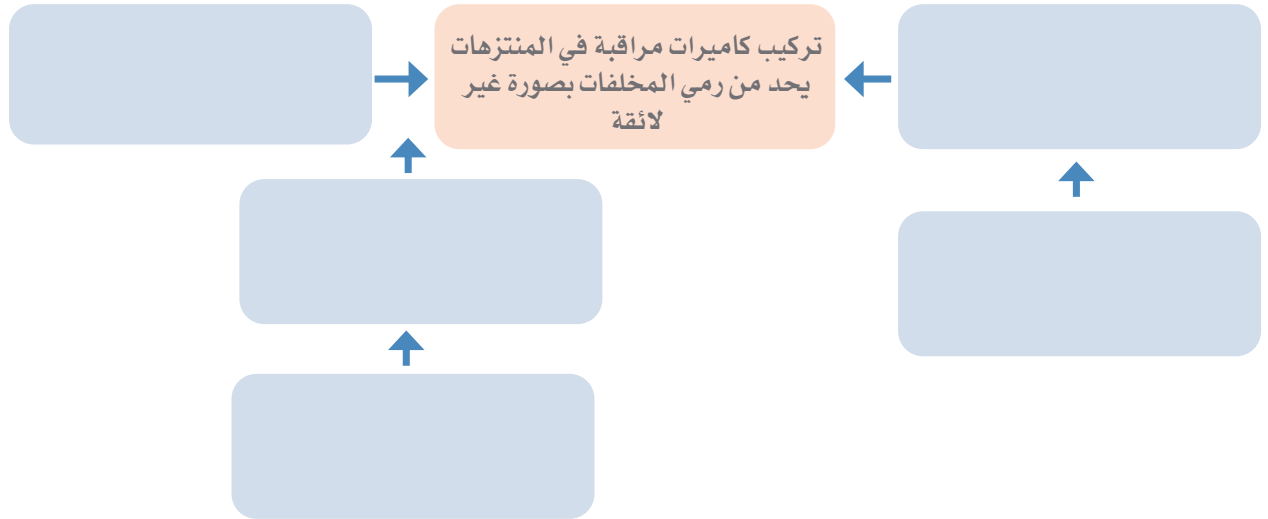 تركيب كاميرات مراقبة في المنتزهات
يحد من رمي المخلفات بصورة غير
لائقة